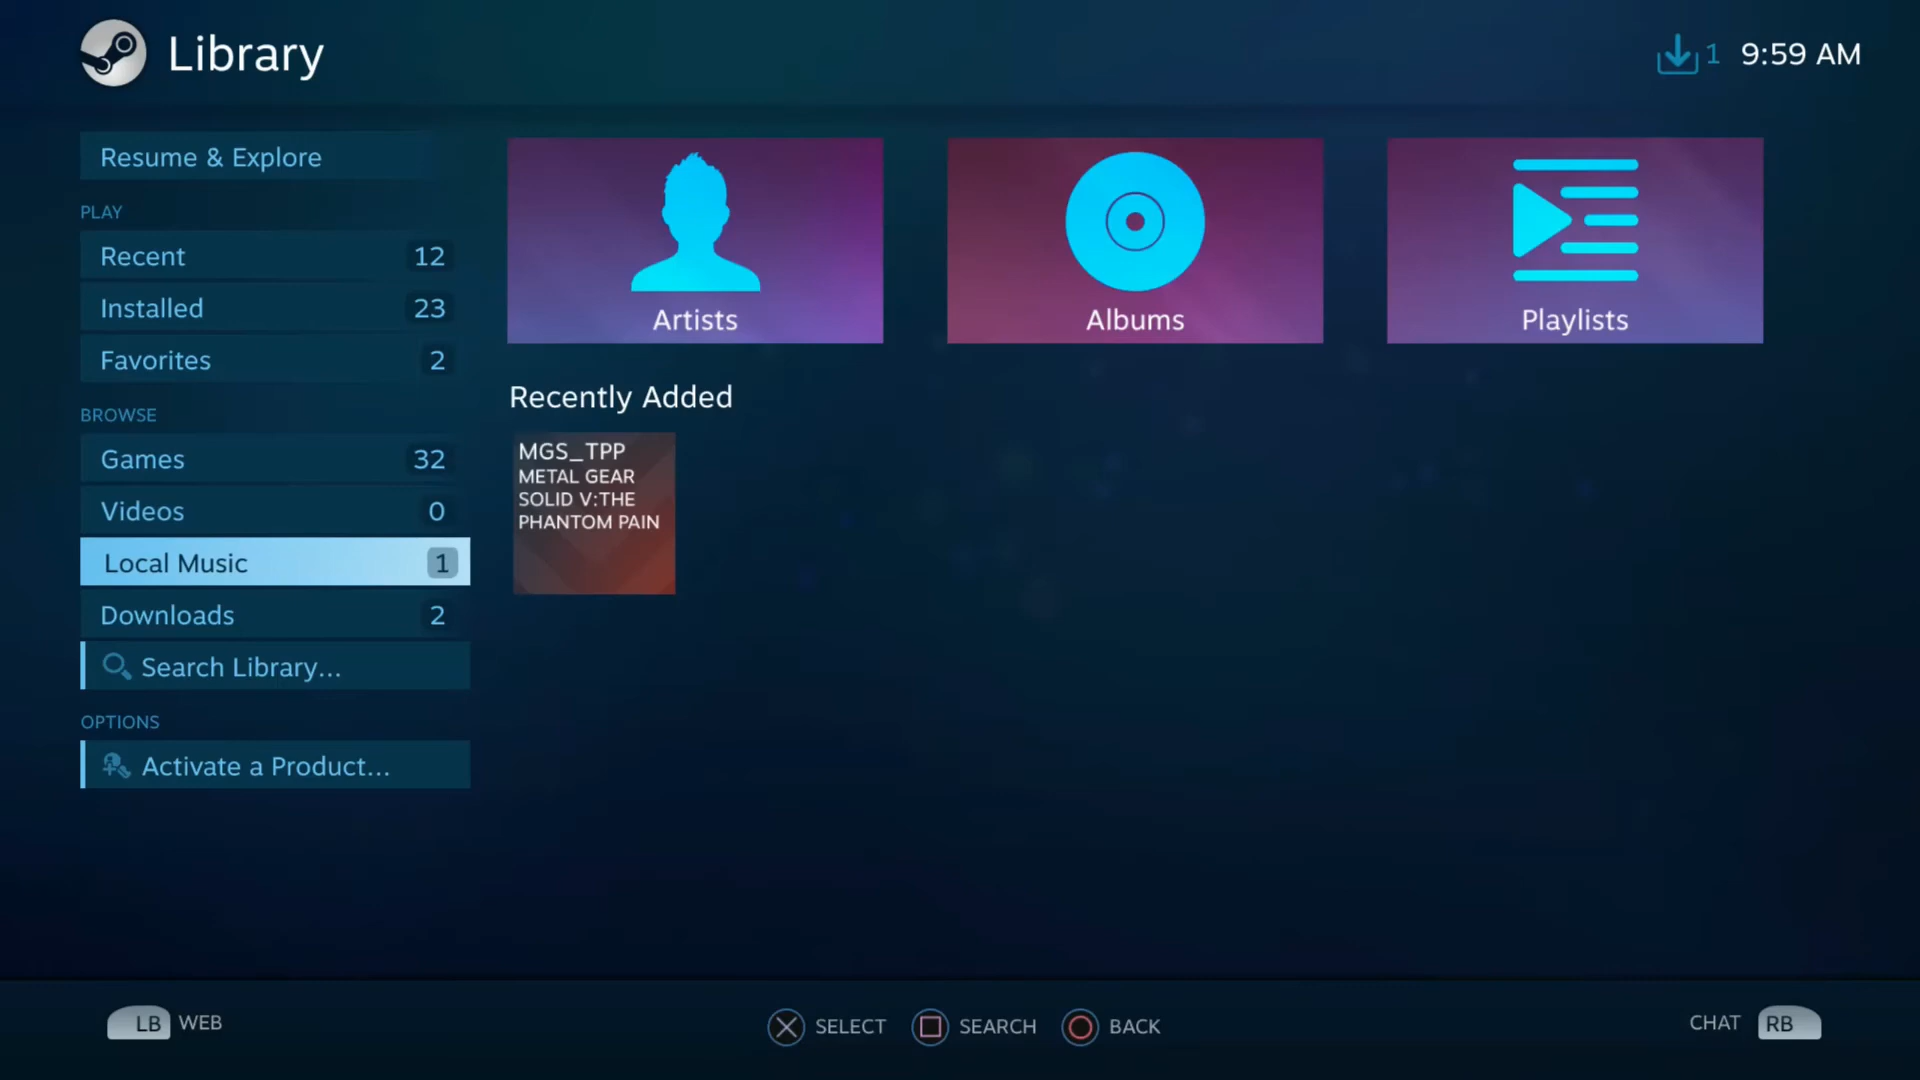 Library
1 9:59 AM
Resume & Explore
PLAY
Recent 12
Installed 23
Favorites 2
BROWSE
Games 32
Videos 0
Local Music 1
Downloads 2
Search Library...
OPTIONS
Activate a Product...
Artists
Albums
Playlists
Recently Added
MGS_TPP
METAL GEAR
SOLID V:THE
PHANTOM PAIN
LB WEB
SELECT
SEARCH
BACK
CHAT RB